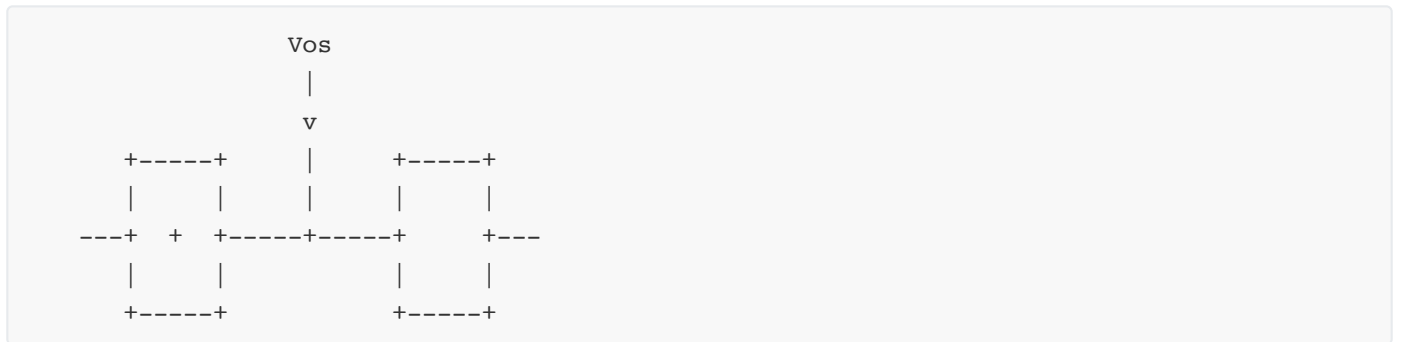 Vos
|
v
+-----+ | +-----+
| | | | |
---+ + +-----+-----+ +---
| | | |
+-----+ +-----+